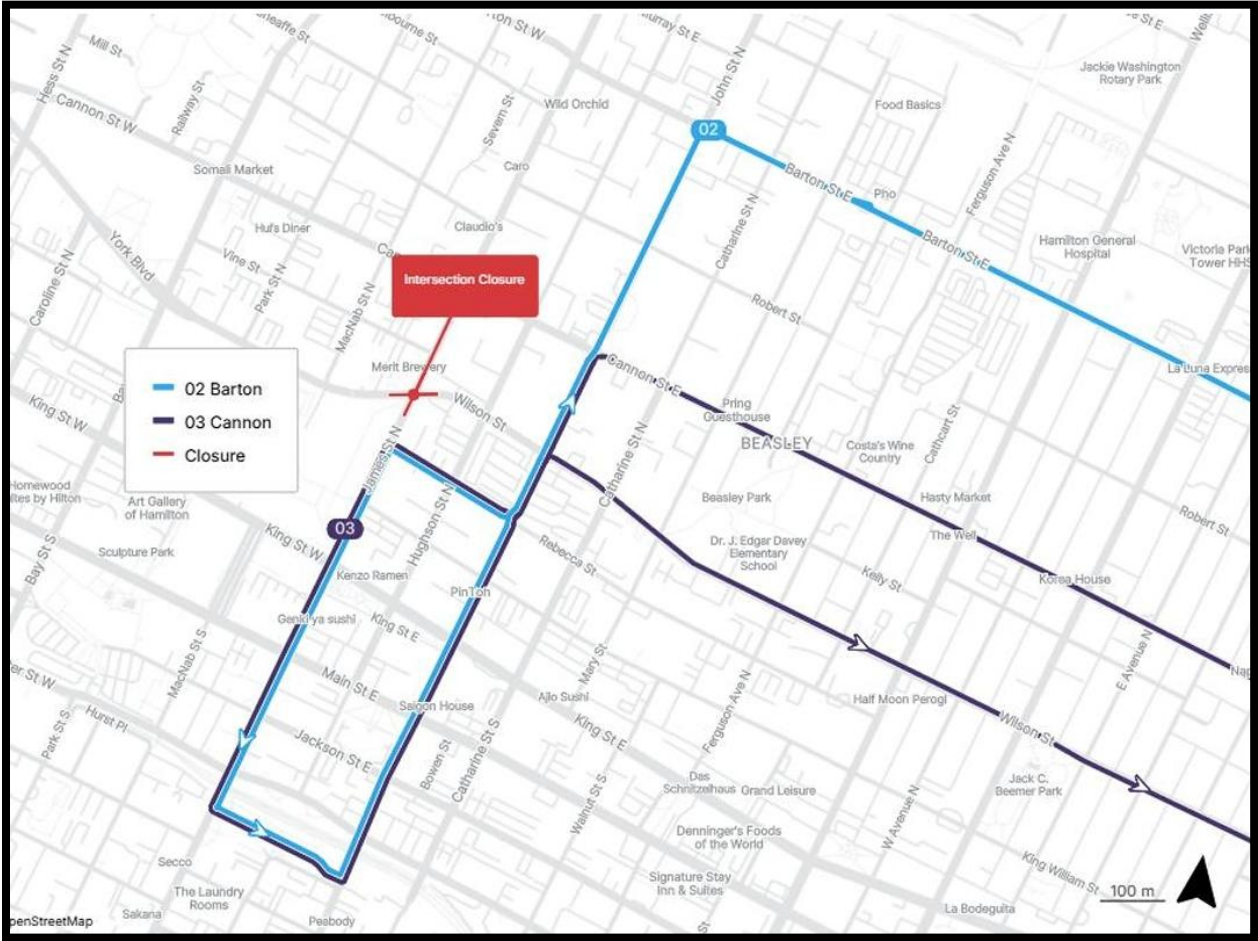 Hess St N
Mill St
Cannon St W
Railway St
Somali Market
Severn St
Wild Orchid
Caro
Murray St E
John St N
02
Food Basics
Jackie Washington
Rotary Park
Ferguson Ave N
Barton St E
Pho
Barton St E
Hamilton General
Hospital
York Blvd
Huf's Diner
Claudio's
Vine St
Park St N
Caroline St N
MacNab St N
Intersection Closure
Catharine St N
Robert St
Merit Brewery
Wilson St
Cannon St E
Pring
Guesthouse
BEASLEY
Costa's Wine
Country
Cathcart St
02 Barton
03 Cannon
Closure
King St W
James St N
Hughson St N
Catharine St N
Beasley Park
Hasty Market
The Well
Robert St
Art Gallery
of Hamilton
Sculpture Park
03
King St W
Bay St S
Kenzo Ramen
PinToh
Rebecca St
Dr. J. Edgar Davey
Elementary
School
Kelly St
Korea House
Genki ya sushi
King St E
MacNab St S
Main St E
Saigon House
Mary St
Ajio Sushi
King St E
Ferguson Ave N
Half Moon Perogi
Wilson St
E Avenue N
Hurst Pl
Park St S
Jackson St E
Bowen St
Catharine St S
Walnut St S
Das
Schnitzelhaus
Grand Leisure
Jack C.
Beemer Park
Denninger's Foods
of the World
W Avenue N
Secco
The Laundry
Rooms
Sakana
Peabody
Signature Stay
Inn & Suites
King William St
La Bodeguita
100 m
penStreetMap